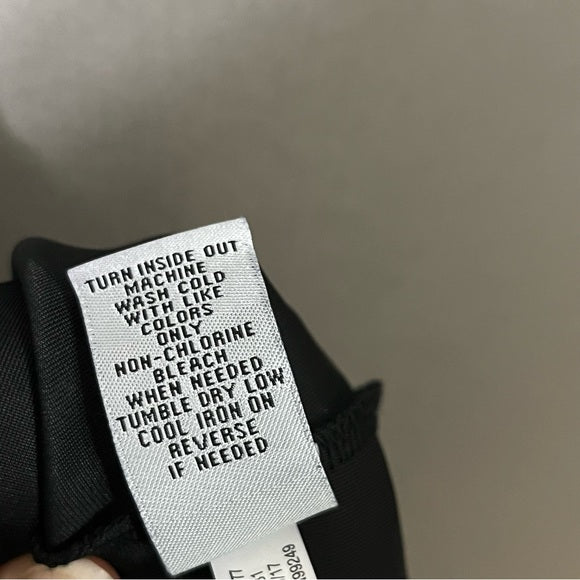 TURN INSIDE OUT
MACHINE
WASH COLD
WITH LIKE
COLORS
ONLY
NON-CHLORINE
BLEACH
WHEN NEEDED
TUMBLE DRY LOW
COOL IRON ON
REVERSE
IF NEEDED